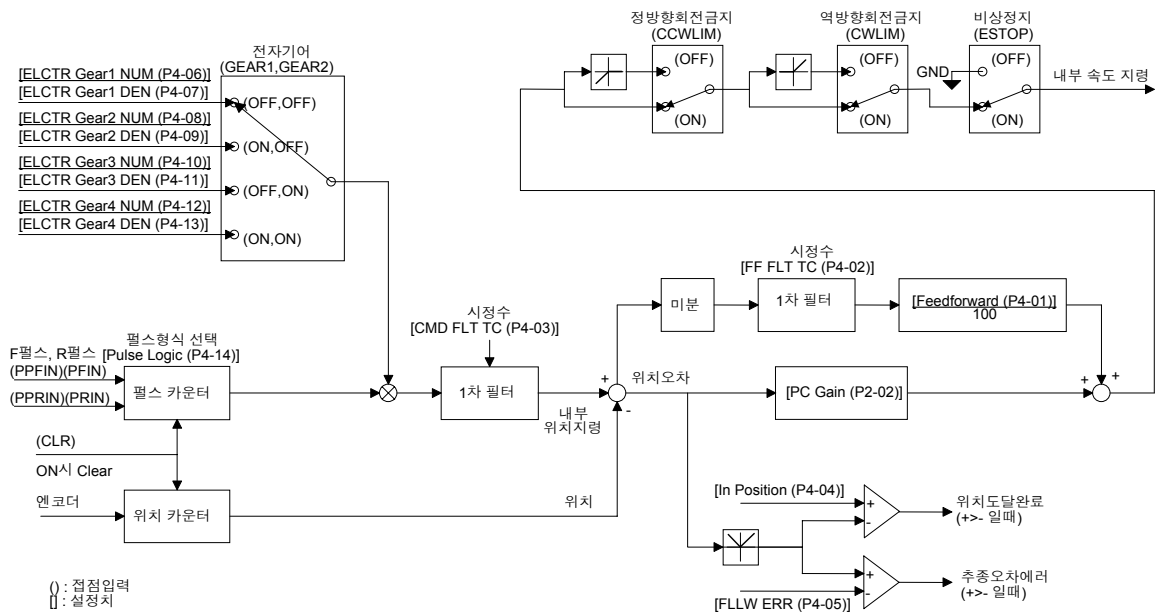 전자기어
(GEAR1,GEAR2)
[ELCTR Gear1 NUM (P4-06)]
[ELCTR Gear1 DEN (P4-07)]
[ELCTR Gear2 NUM (P4-08)]
[ELCTR Gear2 DEN (P4-09)]
[ELCTR Gear3 NUM (P4-10)]
[ELCTR Gear3 DEN (P4-11)]
[ELCTR Gear4 NUM (P4-12)]
[ELCTR Gear4 DEN (P4-13)]
(OFF,OFF)
(ON,OFF)
(OFF,ON)
(ON,ON)
정방향회전금지
(CCWLIM)
(OFF)
(ON)
역방향회전금지
(CWLIM)
(OFF)
(ON)
비상정지
(ESTOP)
GND
(OFF)
(ON)
내부 속도 지령
시정수
[FF FLT TC (P4-02)]
미분
1차 필터
[Feedforward (P4-01)]
100
시정수
[CMD FLT TC (P4-03)]
펄스형식 선택
[Pulse Logic (P4-14)]
F펄스, R펄스
(PPFIN)(PFIN)
(PPRIN)(PRIN)
펄스 카운터
1차 필터
+
-
위치오차
내부
위치지령
[PC Gain (P2-02)]
+
+
(CLR)
ON시 Clear
엔코더
위치 카운터
위치
[In Position (P4-04)]
+
-
위치도달완료
(+>- 일때)
+
-
추종오차에러
(+>- 일때)
[FLLW ERR (P4-05)]
() : 접점입력
[] : 설정치